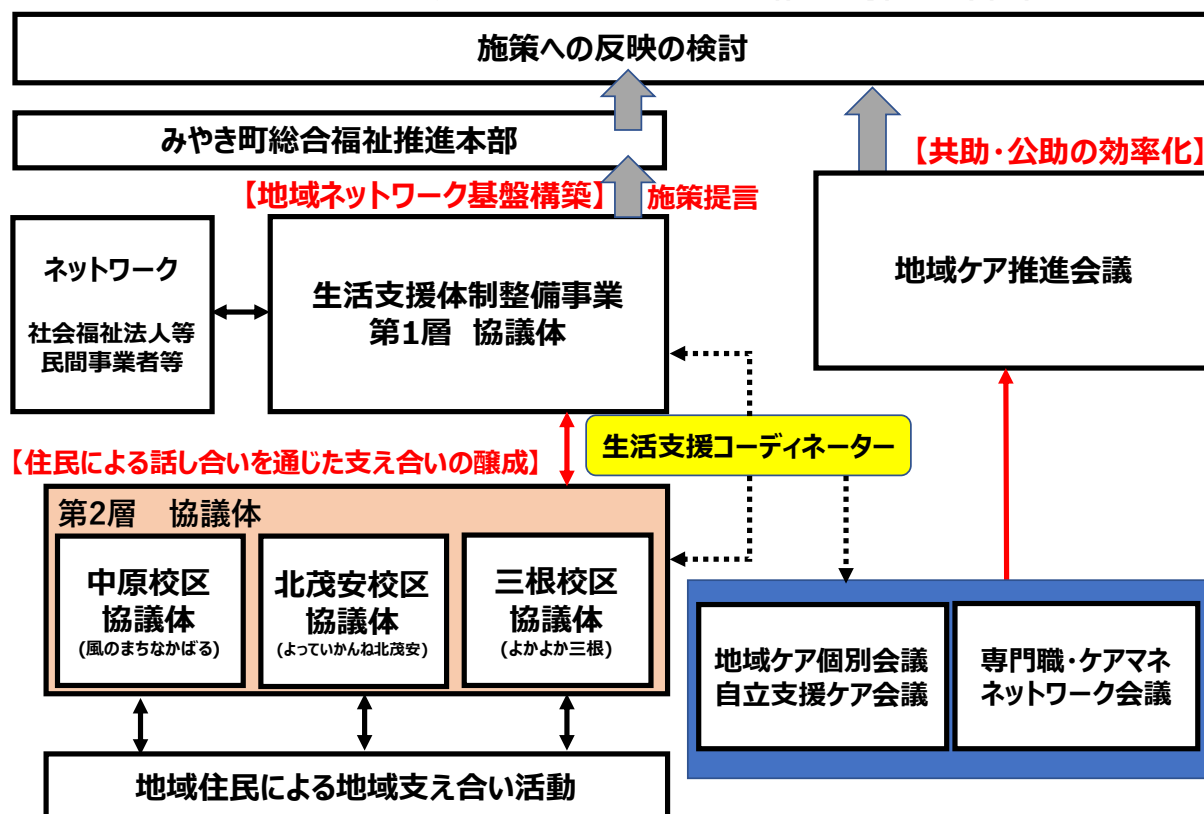 施策への反映の検討
みやき町総合福祉推進本部
【共助・公助の効率化】
【地域ネットワーク基盤構築】
施策提言
ネットワーク
社会福祉法人等
民間事業者等
生活支援体制整備事業
第1層 協議体
地域ケア推進会議
生活支援コーディネーター
【住民による話し合いを通じた支え合いの醸成】
第2層 協議体
中原校区
協議体
(風のまちなかばる)
北茂安校区
協議体
(よっていかんね北茂安)
三根校区
協議体
(よかよか三根)
地域ケア個別会議
自立支援ケア会議
専門職・ケアマネ
ネットワーク会議
地域住民による地域支え合い活動